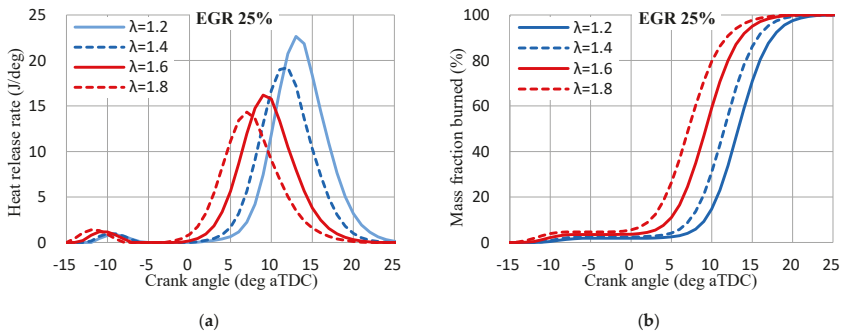 EGR 25%
Heat release rate (J/deg)
25
20
15
10
5
0
λ=1.2
λ=1.4
λ=1.6
λ=1.8
-15 -10 -5 0 5 10 15 20 25
Crank angle (deg aTDC)
(a)
EGR 25%
Mass fraction burned (%)
100
80
60
40
20
0
λ=1.2
λ=1.4
λ=1.6
λ=1.8
-15 -10 -5 0 5 10 15 20 25
Crank angle (deg aTDC)
(b)